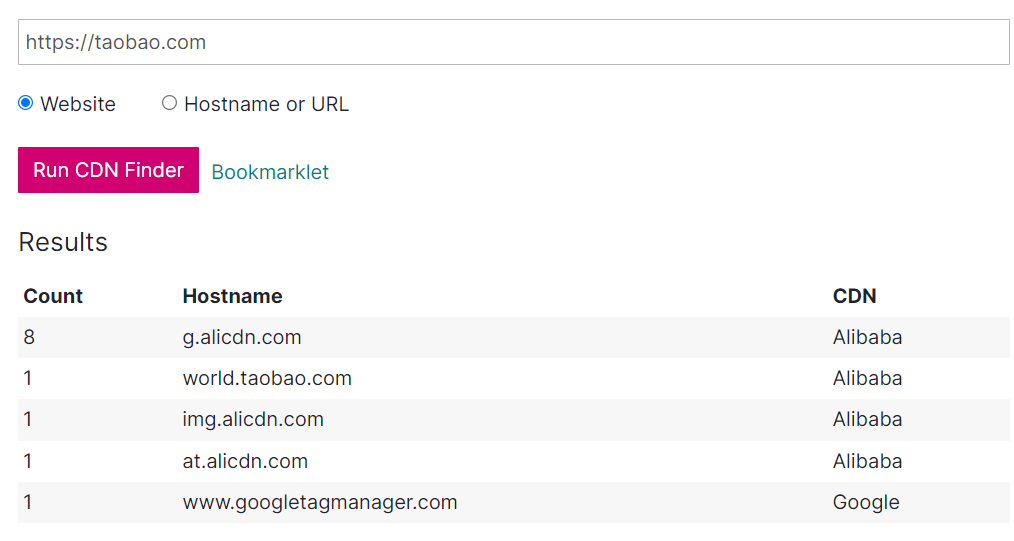 https://taobao.com
Website Hostname or URL
Run CDN Finder Bookmarklet
Results
Count Hostname CDN
8 g.alicdn.com Alibaba
1 world.taobao.com Alibaba
1 img.alicdn.com Alibaba
1 at.alicdn.com Alibaba
1 www.googletagmanager.com Google